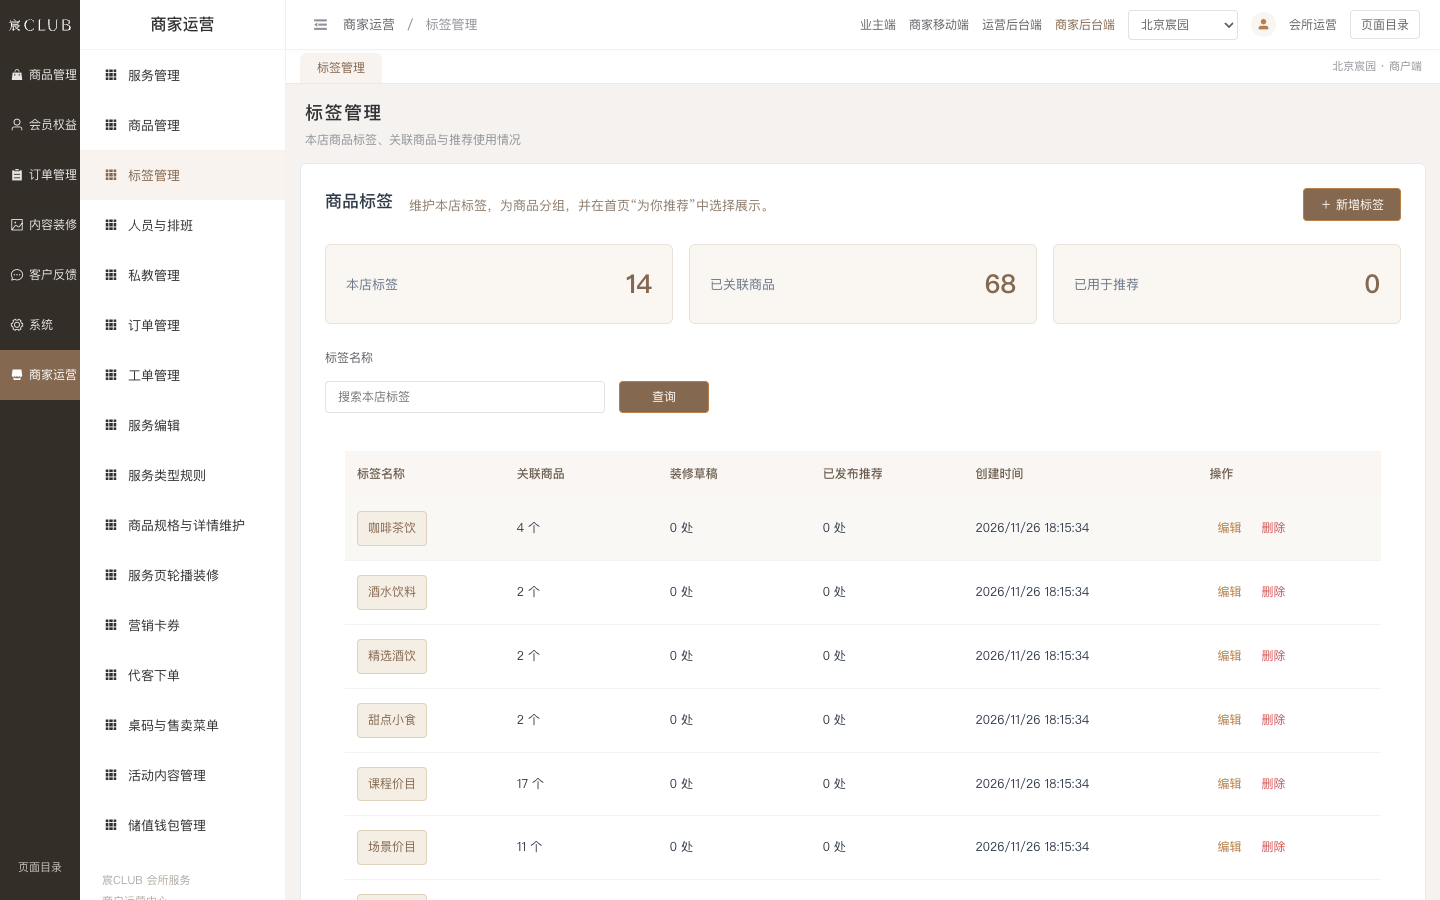 宸CLUB
商品管理
会员权益
订单管理
内容装修
客户反馈
系统
商家运营
页面目录
商家运营
服务管理
商品管理
标签管理
人员与排班
私教管理
订单管理
工单管理
服务编辑
服务类型规则
商品规格与详情维护
服务页轮播装修
营销卡券
代客下单
桌码与售卖菜单
活动内容管理
储值钱包管理
宸CLUB 会所服务
商家运营 / 标签管理
业主端 商家移动端 运营后台端 商家后台端 北京宸园 会所运营 页面目录
标签管理
北京宸园 · 商户端
标签管理
本店商品标签、关联商品与推荐使用情况
商品标签 维护本店标签，为商品分组，并在首页“为你推荐”中选择展示。
+ 新增标签
本店标签 14
已关联商品 68
已用于推荐 0
标签名称
搜索本店标签 查询
标签名称 关联商品 装修草稿 已发布推荐 创建时间 操作
咖啡茶饮 4 个 0 处 0 处 2026/11/26 18:15:34 编辑 删除
酒水饮料 2 个 0 处 0 处 2026/11/26 18:15:34 编辑 删除
精选酒饮 2 个 0 处 0 处 2026/11/26 18:15:34 编辑 删除
甜点小食 2 个 0 处 0 处 2026/11/26 18:15:34 编辑 删除
课程价目 17 个 0 处 0 处 2026/11/26 18:15:34 编辑 删除
场景价目 11 个 0 处 0 处 2026/11/26 18:15:34 编辑 删除